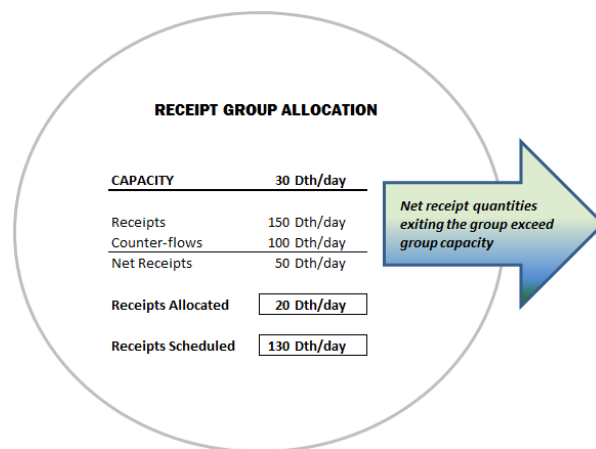 RECEIPT GROUP ALLOCATION
CAPACITY 30 Dth/day
Receipts 150 Dth/day
Counter-flows 100 Dth/day
Net Receipts 50 Dth/day
Receipts Allocated 20 Dth/day
Receipts Scheduled 130 Dth/day
Net receipt quantities
exiting the group exceed
group capacity